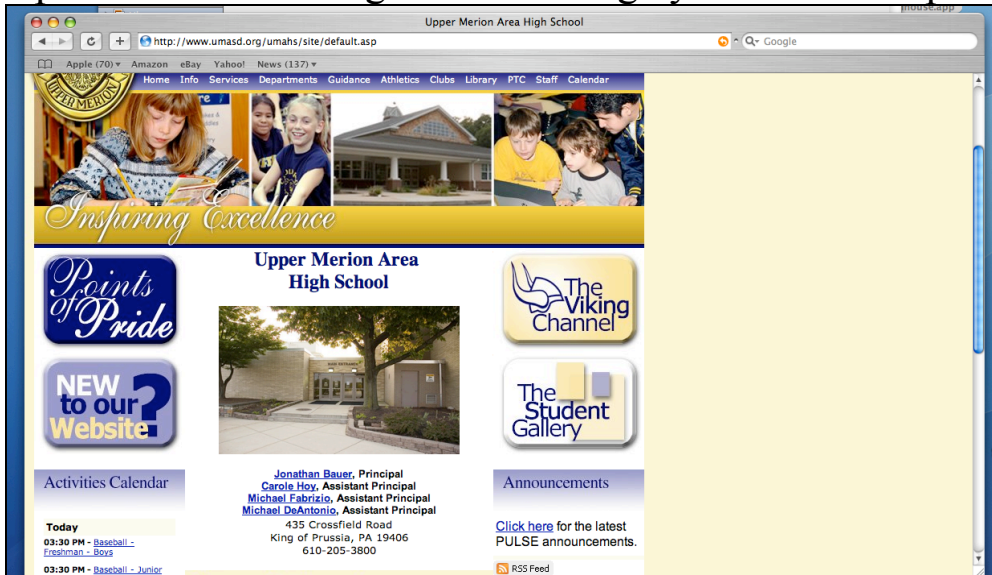 mouse.app
Upper Merion Area High School
http://www.umasd.org/umahs/site/default.asp
Google
Apple (70) Amazon eBay Yahoo! News (137)
Home Info Services Departments Guidance Athletics Clubs Library PTC Staff Calendar
UPPER MERION
Inspiring Excellence
Points of Pride
Upper Merion Area
High School
The
Viking
Channel
NEW
to our
Website?
The
Student
Gallery
Activities Calendar
Jonathan Bauer, Principal
Carole Hoy, Assistant Principal
Michael Fabrizio, Assistant Principal
Michael DeAntonio, Assistant Principal
435 Crossfield Road
King of Prussia, PA 19406
610-205-3800
Announcements
Click here for the latest
PULSE announcements.
RSS Feed
Today
03:30 PM - Baseball -
Freshman - Boys
03:30 PM - Baseball - Junior